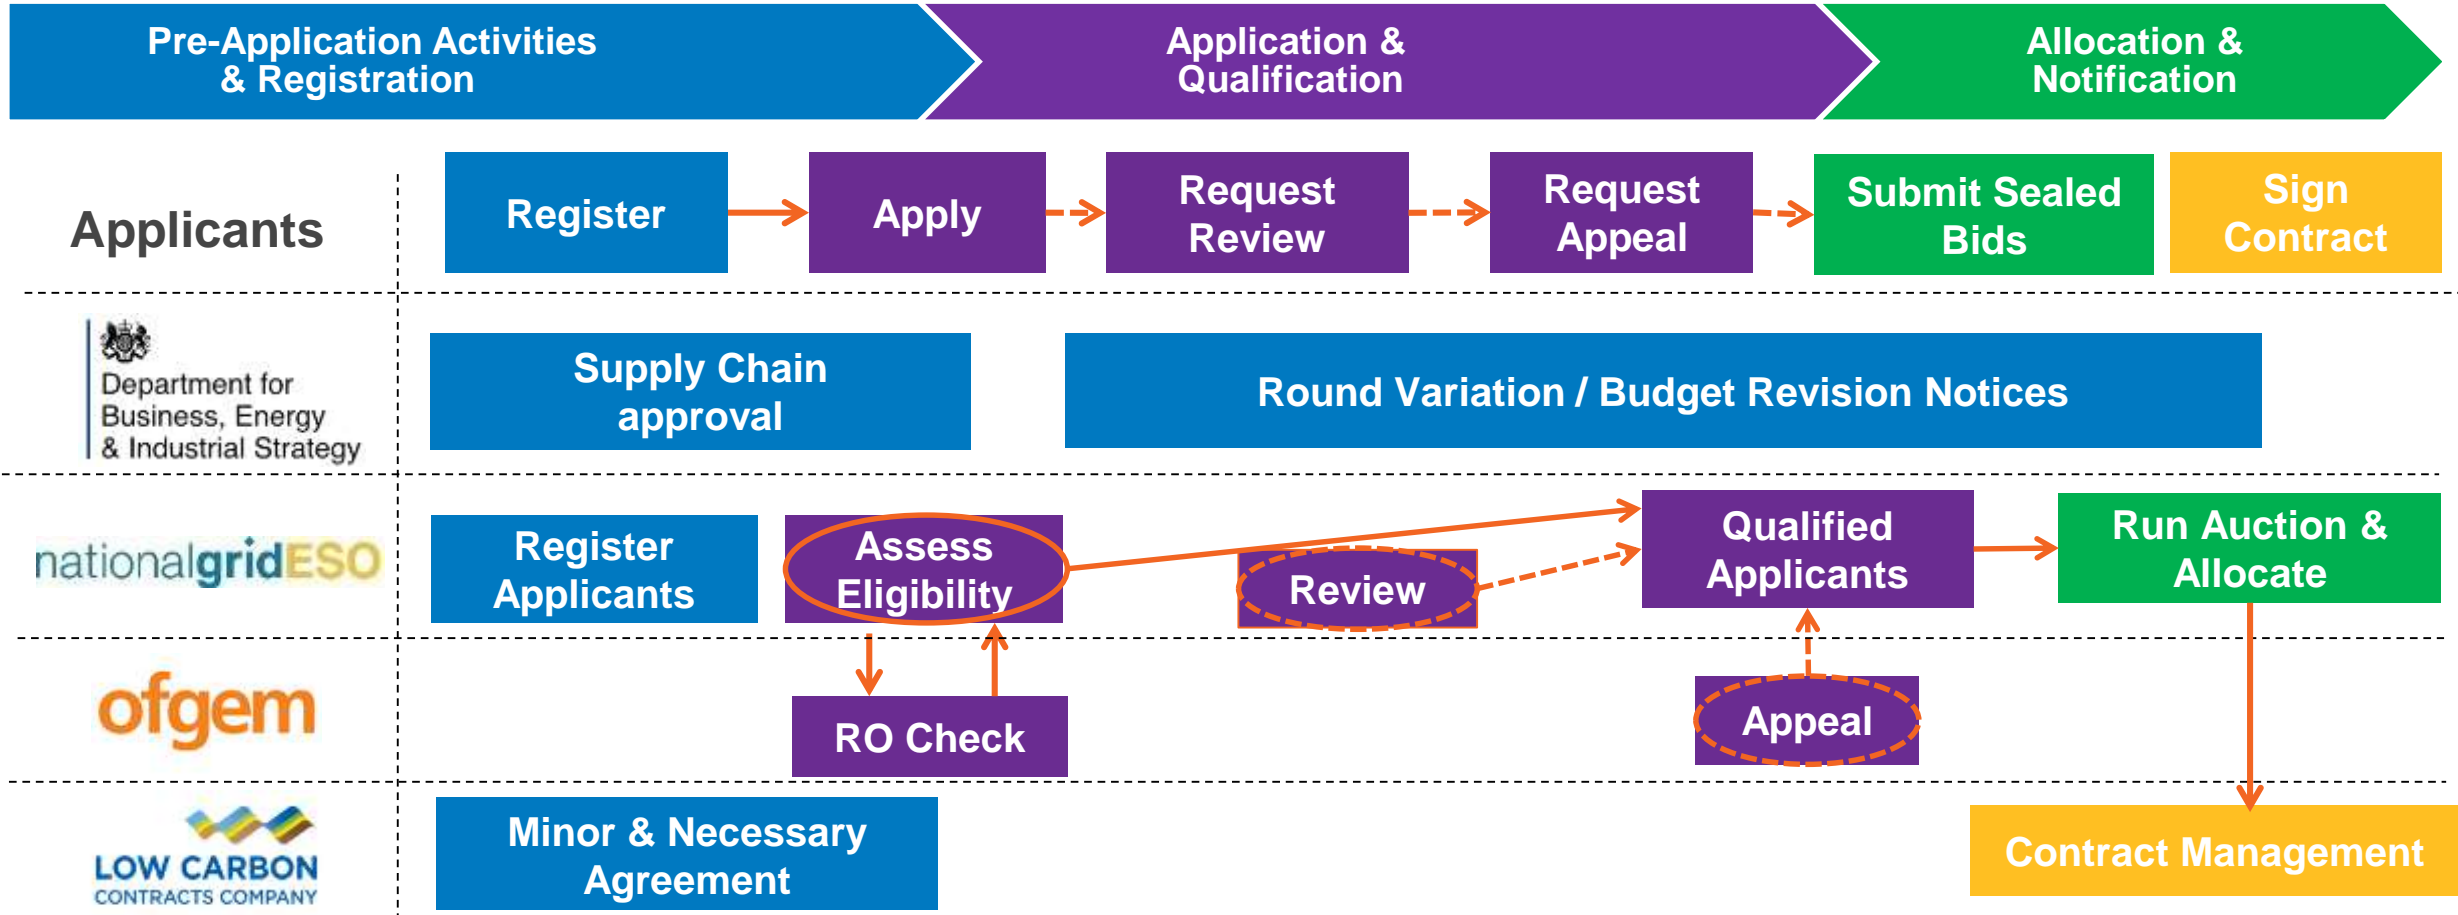 Pre-Application Activities
& Registration
Application &
Qualification
Allocation &
Notification
Applicants
Register
Apply
Request
Review
Request
Appeal
Submit Sealed
Bids
Sign
Contract
Department for
Business, Energy
& Industrial Strategy
Supply Chain
approval
Round Variation / Budget Revision Notices
nationalgridESO
Register
Applicants
Assess
Eligibility
Review
Qualified
Applicants
Run Auction &
Allocate
ofgem
RO Check
Appeal
LOW CARBON
CONTRACTS COMPANY
Minor & Necessary
Agreement
Contract Management